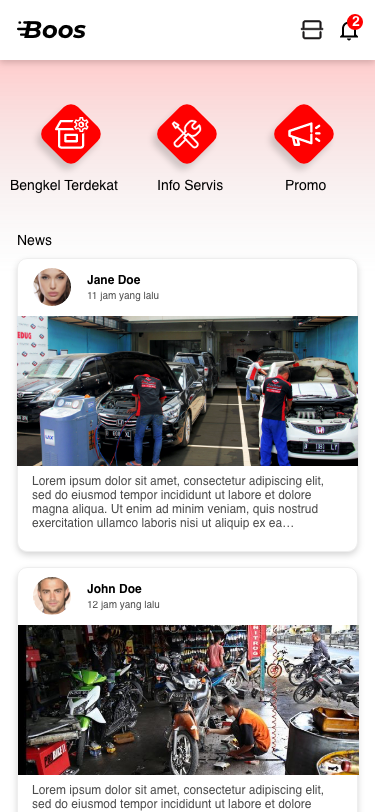 Boos
2
Bengkel Terdekat
Info Servis
Promo
News
Jane Doe
11 jam yang lalu
Lorem ipsum dolor sit amet, consectetur adipiscing elit,
sed do eiusmod tempor incididunt ut labore et dolore
magna aliqua. Ut enim ad minim veniam, quis nostrud
exercitation ullamco laboris nisi ut aliquip ex ea…
John Doe
12 jam yang lalu
Lorem ipsum dolor sit amet, consectetur adipiscing elit,
sed do eiusmod tempor incididunt ut labore et dolore